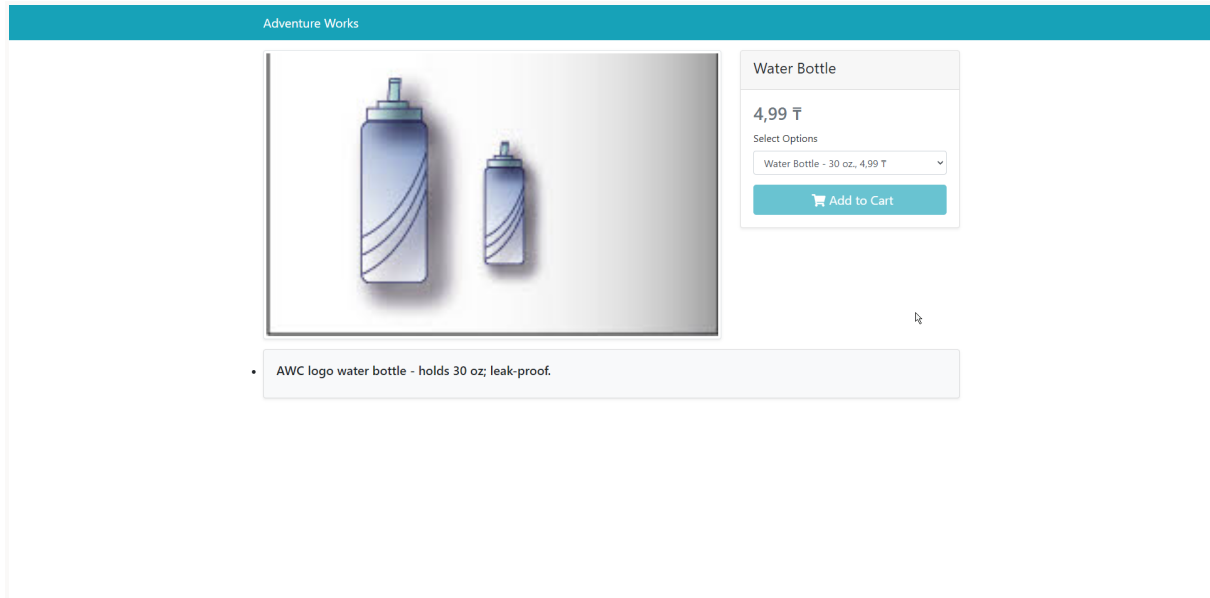 Adventure Works
Water Bottle
4,99 ₸
Select Options
Water Bottle - 30 oz., 4,99 ₸
Add to Cart
AWC logo water bottle - holds 30 oz; leak-proof.